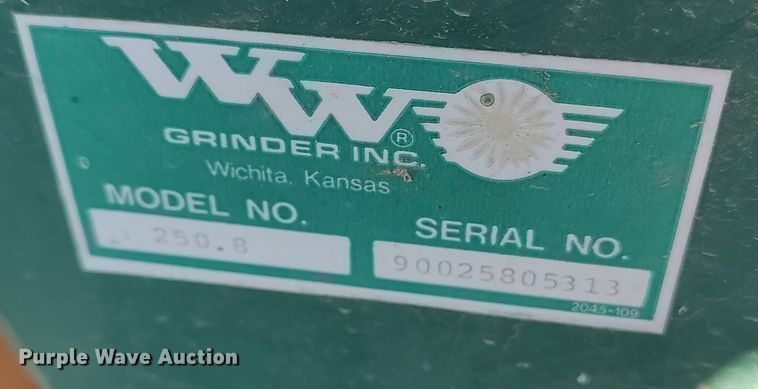 WW ®
GRINDER INC.
Wichita, Kansas
MODEL NO.
250.8
SERIAL NO.
90025805313
2045-109
Purple Wave Auction